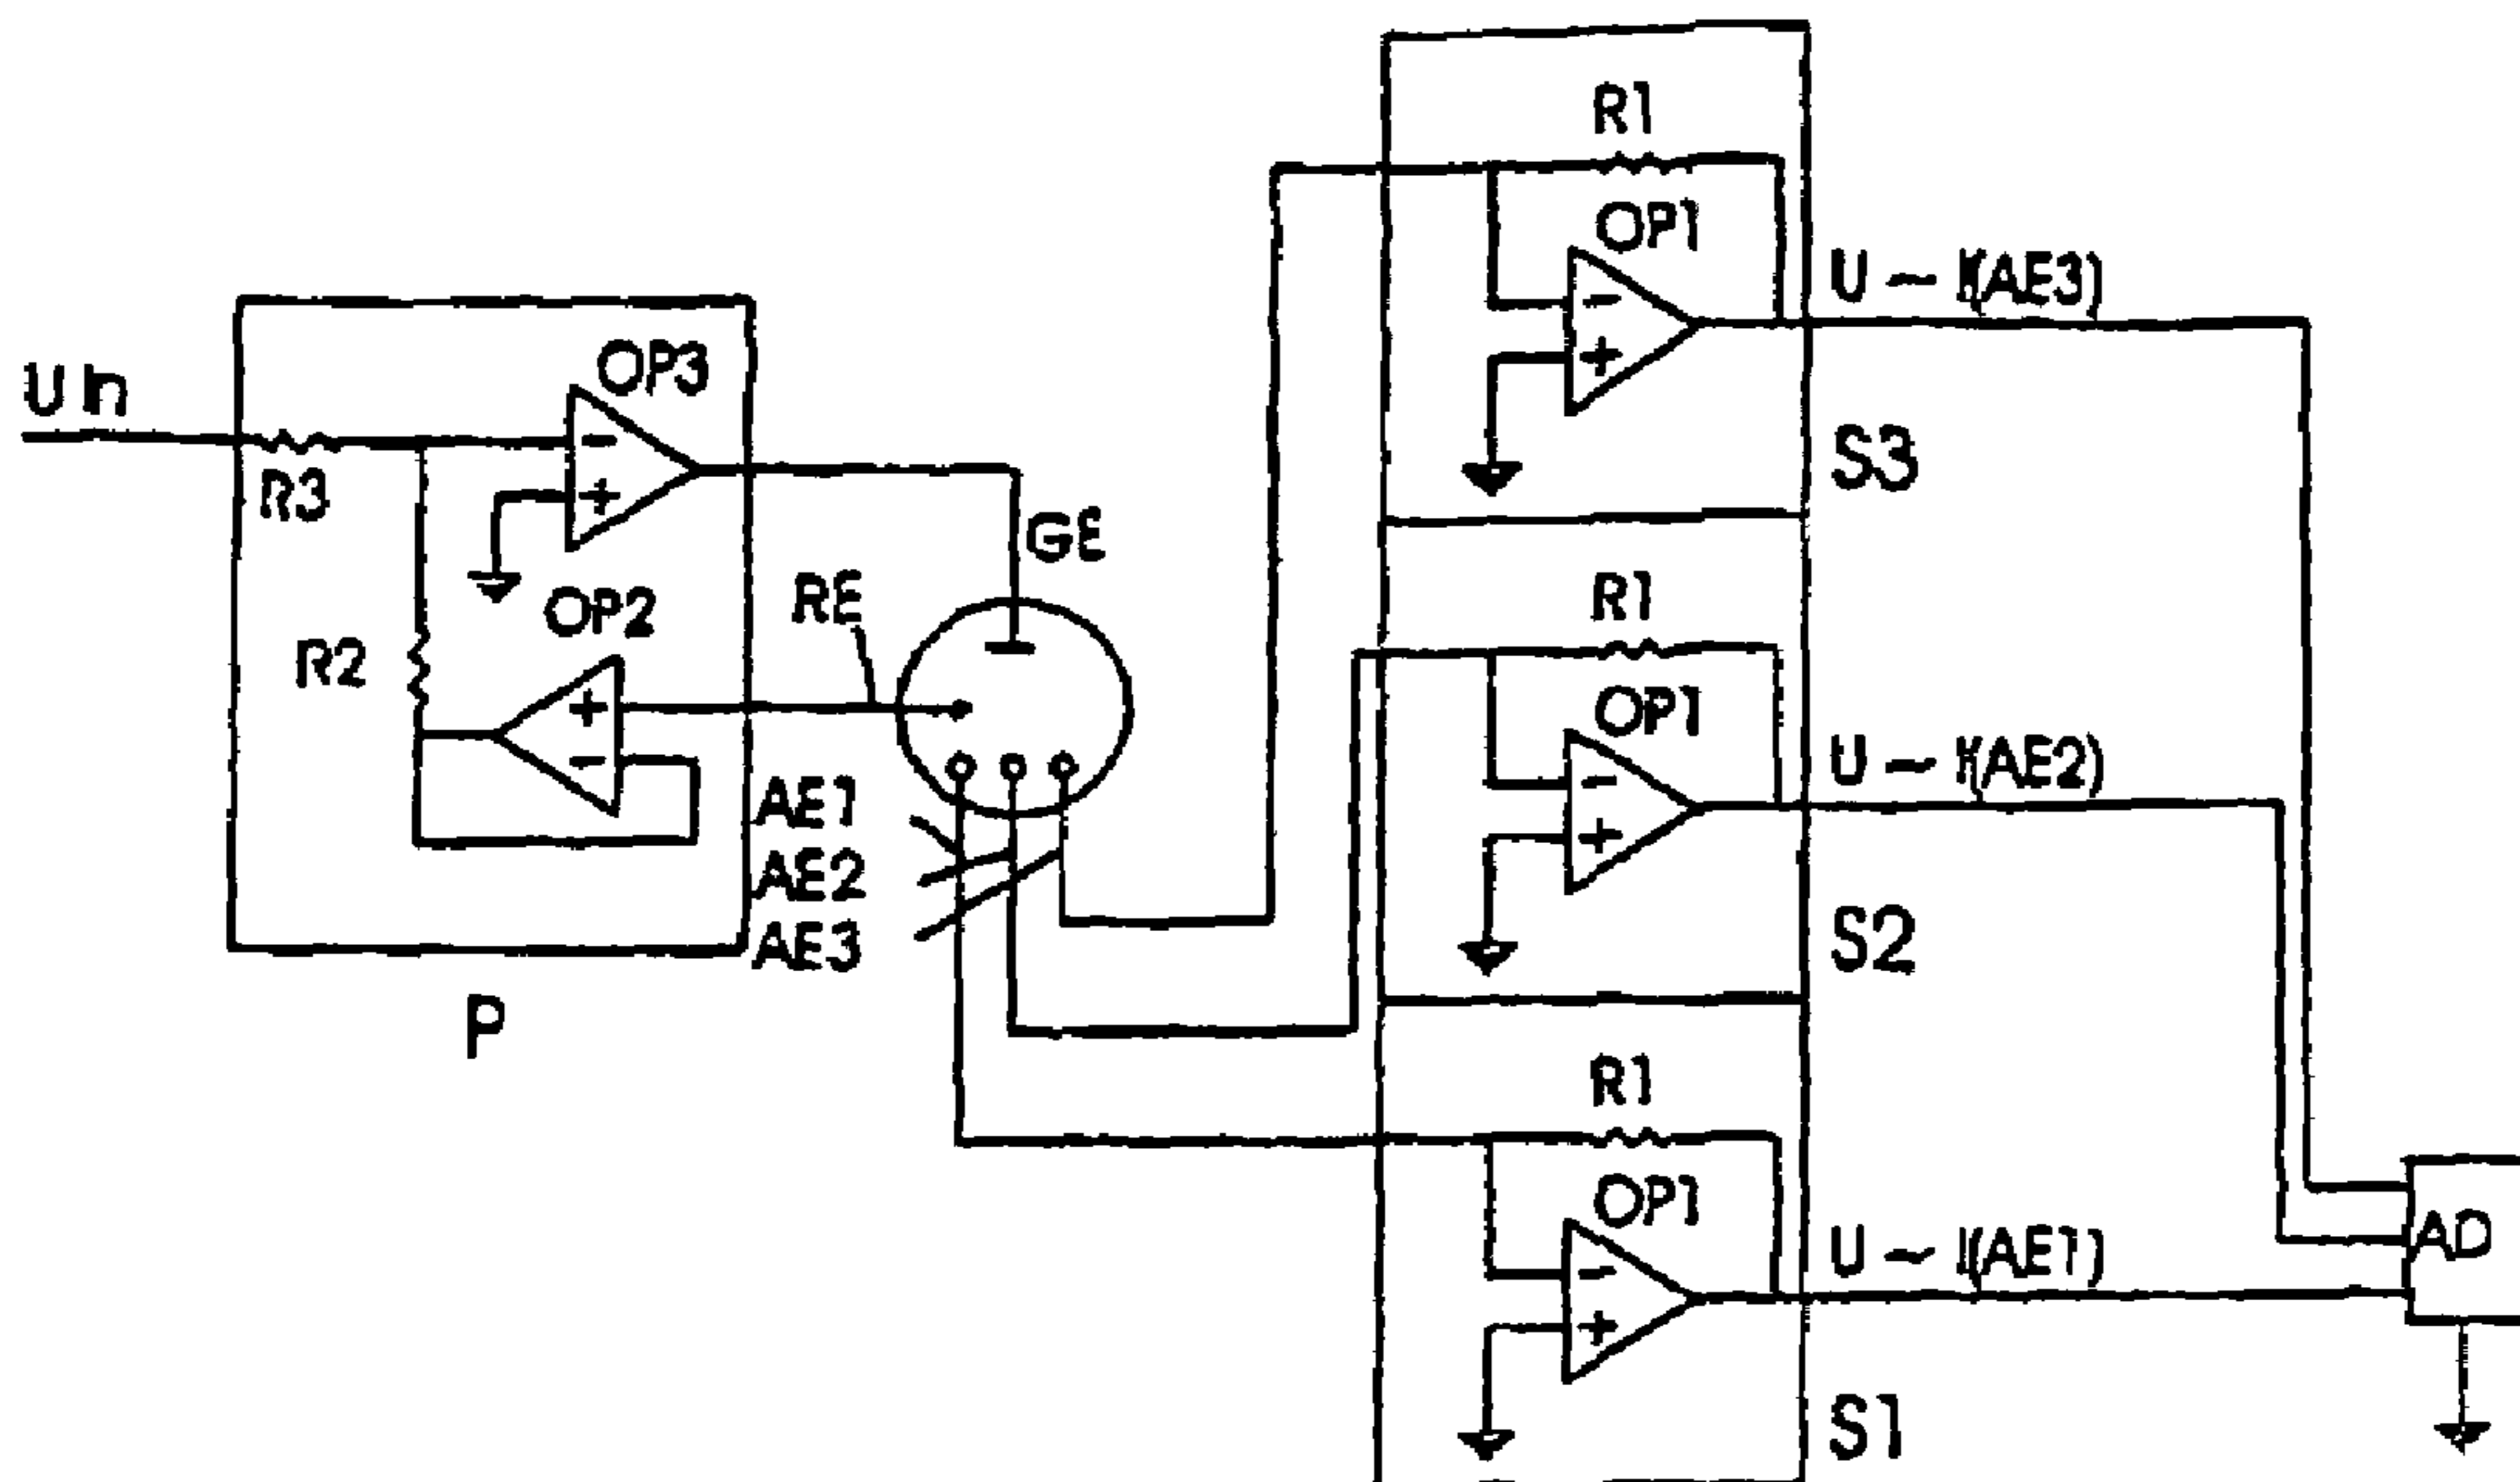 R1
OP1
U ~ I(AE3)
S3
U In
OP3
R3
GE
RE
OP2
R2
R1
OP1
U ~ I(AE2)
S2
AE1
AE2
AE3
P
R1
OP1
U ~ I(AE1)
AD
S1